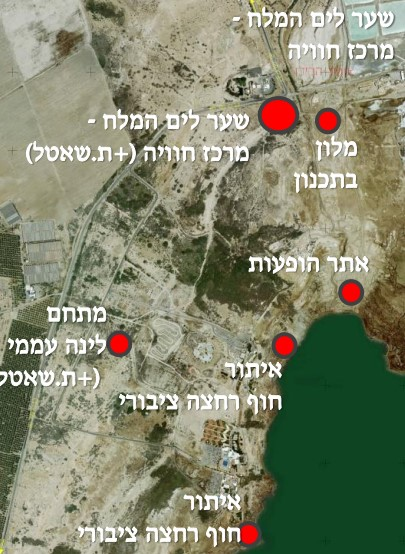 שער לים המלח -
מרכז חוויה
שער לים המלח -
מרכז חוויה (+ת.שאטל)
מלון
בתכנון
אתר הופעות
מתחם
לינה עממי
(+ת.שאטל
איתור
חוף רחצה ציבורי
איתור
חוף רחצה ציבורי